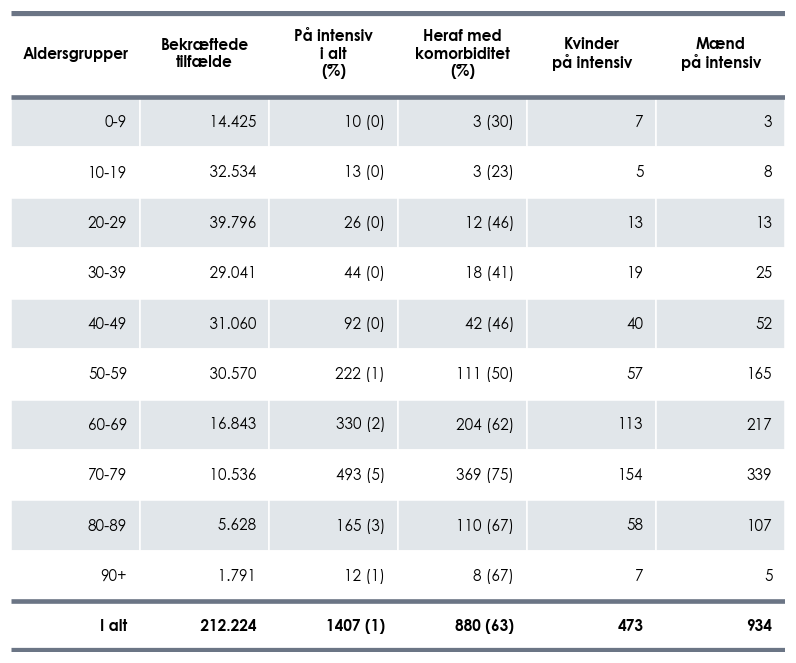 Aldersgrupper Bekræftede tilfælde På intensiv i alt (%) Heraf med komorbiditet (%) Kvinder på intensiv Mænd på intensiv
0-9 14.425 10 (0) 3 (30) 7 3
10-19 32.534 13 (0) 3 (23) 5 8
20-29 39.796 26 (0) 12 (46) 13 13
30-39 29.041 44 (0) 18 (41) 19 25
40-49 31.060 92 (0) 42 (46) 40 52
50-59 30.570 222 (1) 111 (50) 57 165
60-69 16.843 330 (2) 204 (62) 113 217
70-79 10.536 493 (5) 369 (75) 154 339
80-89 5.628 165 (3) 110 (67) 58 107
90+ 1.791 12 (1) 8 (67) 7 5
I alt 212.224 1407 (1) 880 (63) 473 934